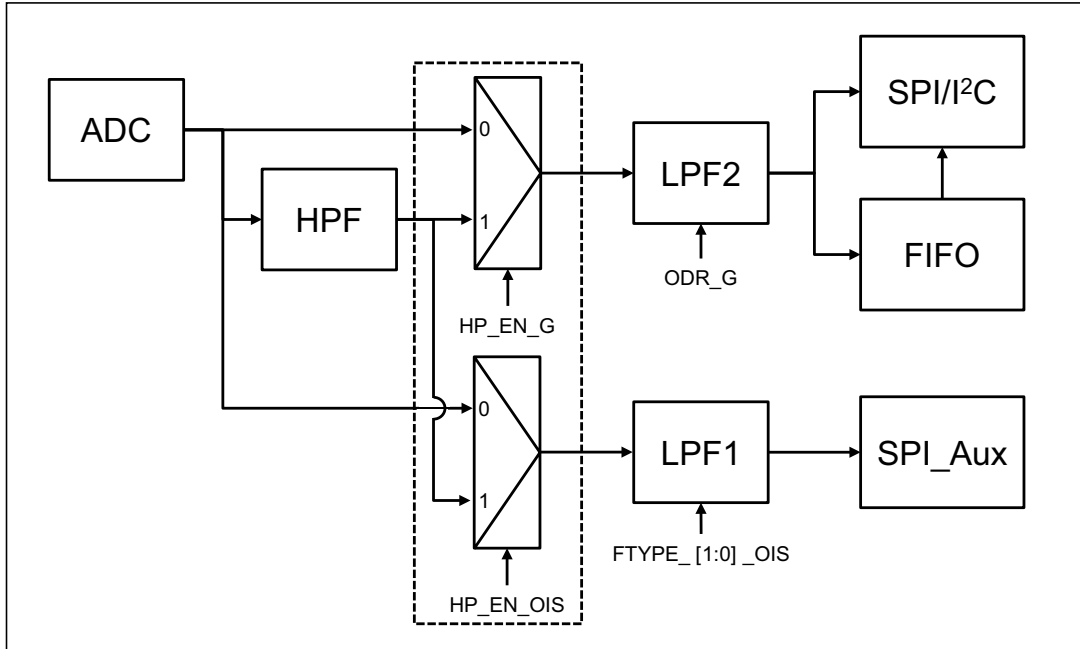 ADC
HPF
0
1
HP_EN_G
LPF2
ODR_G
SPI/I²C
FIFO
0
1
HP_EN_OIS
LPF1
FTYPE_ [1:0] _OIS
SPI_Aux